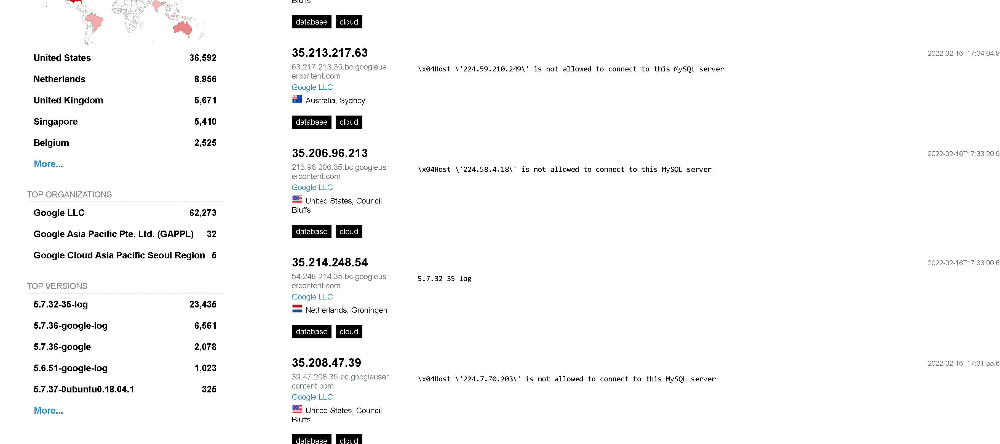 United States 36,592
Netherlands 8,956
United Kingdom 5,671
Singapore 5,410
Belgium 2,525
More...
TOP ORGANIZATIONS
Google LLC 62,273
Google Asia Pacific Pte. Ltd. (GAPPL) 32
Google Cloud Asia Pacific Seoul Region 5
TOP VERSIONS
5.7.32-35-log 23,435
5.7.36-google-log 6,561
5.7.36-google 2,078
5.6.51-google-log 1,023
5.7.37-0ubuntu0.18.04.1 325
More...
Bluffs
database cloud
35.213.217.63
2022-02-16T17:34:04.9
63.217.213.35.bc.googleus
ercontent.com
Google LLC
Australia, Sydney
\x04Host \'224.59.210.249\' is not allowed to connect to this MySQL server
database cloud
35.206.96.213
2022-02-16T17:33:20.9
213.96.206.35.bc.googleus
ercontent.com
Google LLC
United States, Council
Bluffs
\x04Host \'224.58.4.18\' is not allowed to connect to this MySQL server
database cloud
35.214.248.54
2022-02-16T17:33:00.6
54.248.214.35.bc.googleus
ercontent.com
Google LLC
Netherlands, Groningen
5.7.32-35-log
database cloud
35.208.47.39
2022-02-16T17:31:55.6
39.47.208.35.bc.googleuser
content.com
Google LLC
United States, Council
Bluffs
\x04Host \'224.7.70.203\' is not allowed to connect to this MySQL server
database cloud